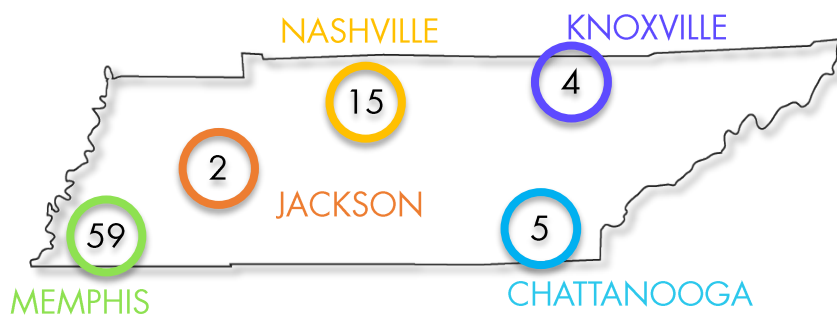 NASHVILLE
KNOXVILLE
15
4
2
JACKSON
59
5
MEMPHIS
CHATTANOOGA